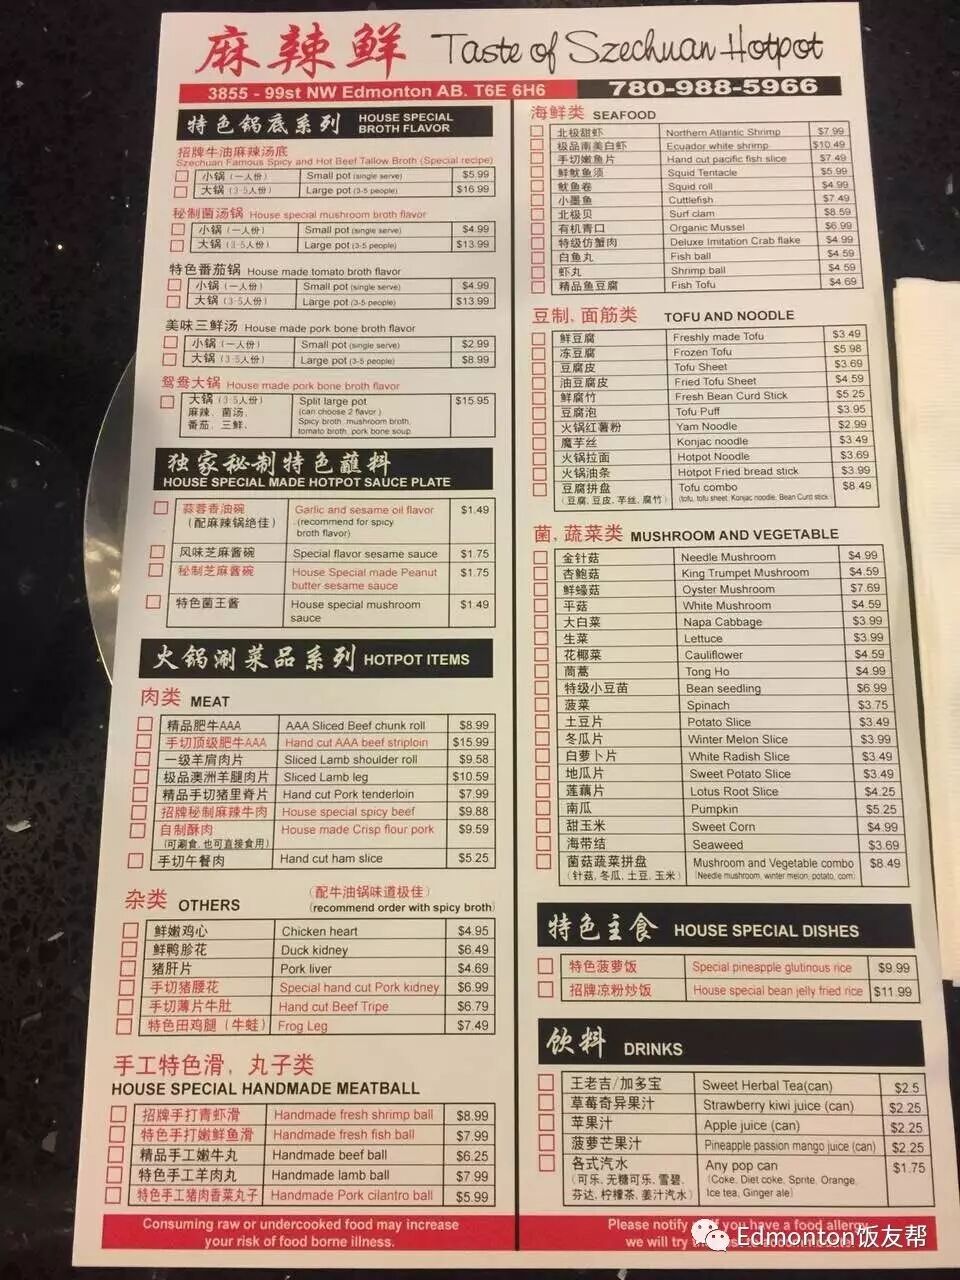 麻辣鲜 Taste of Szechuan Hotpot
3855 - 99st NW Edmonton AB. T6E 6H6 780-988-5966
特色锅底系列 HOUSE SPECIAL BROTH FLAVOR
招牌牛油麻辣汤底
Szechuan Famous Spicy and Hot Beef Tallow Broth (Special recipe)
小锅 (一人份) Small pot (single serve) $5.99
大锅 (3-5人份) Large pot (3-5 people) $16.99
秘制菌汤锅 House special mushroom broth flavor
小锅 (一人份) Small pot (single serve) $4.99
大锅 (3-5人份) Large pot (3-5 people) $13.99
特色番茄锅 House made tomato broth flavor
小锅 (一人份) Small pot (single serve) $4.99
大锅 (3-5人份) Large pot (3-5 people) $13.99
美味三鲜汤 House made pork bone broth flavor
小锅 (一人份) Small pot (single serve) $2.99
大锅 (3-5人份) Large pot (3-5 people) $8.99
鸳鸯大锅 House made pork bone broth flavor
大锅 (3-5人份) Split large pot $15.95
麻辣、菌汤、 (can choose 2 flavor )
番茄、三鲜、 Spicy broth, mushroom broth,
tomato broth, pork bone soup.
独家秘制特色蘸料
HOUSE SPECIAL MADE HOTPOT SAUCE PLATE
蒜蓉香油碗 Garlic and sesame oil flavor $1.49
(配麻辣锅绝佳) (recommend for spicy
broth flavor)
风味芝麻酱碗 Special flavor sesame sauce $1.75
秘制芝麻酱碗 House Special made Peanut $1.75
butter sesame sauce
特色菌王酱 House special mushroom $1.49
sauce
火锅涮菜品系列 HOTPOT ITEMS
肉类 MEAT
精品肥牛AAA AAA Sliced Beef chunk roll $8.99
手切顶级肥牛AAA Hand cut AAA beef striploin $15.99
一级羊肩肉片 Sliced Lamb shoulder roll $9.58
极品澳洲羊腿肉片 Sliced Lamb leg $10.59
精品手切猪里脊片 Hand cut Pork tenderloin $7.99
招牌秘制麻辣牛肉 House special spicy beef $9.88
自制酥肉 House made Crisp flour pork $9.59
(可涮食,也可直接食用)
手切午餐肉 Hand cut ham slice $5.25
杂类 OTHERS (配牛油锅味道极佳)
(recommend order with spicy broth)
鲜嫩鸡心 Chicken heart $4.95
鲜鸭胗花 Duck kidney $6.49
猪肝片 Pork liver $4.69
手切猪腰花 Special hand cut Pork kidney $6.99
手切薄片牛肚 Hand cut Beef Tripe $6.79
特色田鸡腿 (牛蛙) Frog Leg $7.49
手工特色滑，丸子类
HOUSE SPECIAL HANDMADE MEATBALL
招牌手打青虾滑 Handmade fresh shrimp ball $8.99
特色手打嫩鲜鱼滑 Handmade fresh fish ball $7.99
精品手工嫩牛丸 Handmade beef ball $6.25
特色手工羊肉丸 Handmade lamb ball $7.99
特色手工猪肉香菜丸子 Handmade Pork cilantro ball $5.99
Consuming raw or undercooked food may increase
your risk of food borne illness.
海鲜类 SEAFOOD
北极甜虾 Northern Atlantic Shrimp $7.99
极品南美白虾 Ecuador white shrimp $10.49
手切嫩鱼片 Hand cut pacific fish slice $7.49
鲜鱿鱼须 Squid Tentacle $5.99
鱿鱼卷 Squid roll $4.99
小墨鱼 Cuttlefish $7.49
北极贝 Surf clam $8.59
有机青口 Organic Mussel $6.99
特级仿蟹肉 Deluxe Imitation Crab flake $4.99
白鱼丸 Fish ball $4.59
虾丸 Shrimp ball $4.59
精品鱼豆腐 Fish Tofu $4.69
豆制、面筋类 TOFU AND NOODLE
鲜豆腐 Freshly made Tofu $3.49
冻豆腐 Frozen Tofu $5.98
豆腐皮 Tofu Sheet $3.69
油豆腐皮 Fried Tofu Sheet $4.59
鲜腐竹 Fresh Bean Curd Stick $5.25
豆腐泡 Tofu Puff $3.95
火锅红薯粉 Yam Noodle $2.99
魔芋丝 Konjac noodle $3.49
火锅拉面 Hotpot Noodle $3.69
火锅油条 Hotpot Fried bread stick $3.99
豆腐拼盘 Tofu combo $8.49
(豆腐,豆皮,芋丝,腐竹) (tofu, tofu sheet, Konjac noodle, Bean Curd stick)
菌,蔬菜类 MUSHROOM AND VEGETABLE
金针菇 Needle Mushroom $4.99
杏鲍菇 King Trumpet Mushroom $4.59
鲜蠔菇 Oyster Mushroom $7.69
平菇 White Mushroom $4.59
大白菜 Napa Cabbage $3.99
生菜 Lettuce $3.99
花椰菜 Cauliflower $4.59
茼蒿 Tong Ho $4.99
特级小豆苗 Bean seedling $6.99
菠菜 Spinach $3.75
土豆片 Potato Slice $3.49
冬瓜片 Winter Melon Slice $3.99
白萝卜片 White Radish Slice $3.49
地瓜片 Sweet Potato Slice $3.49
莲藕片 Lotus Root Slice $4.25
南瓜 Pumpkin $5.25
甜玉米 Sweet Corn $4.99
海带结 Seaweed $3.69
菌菇蔬菜拼盘 Mushroom and Vegetable combo $8.49
(针菇,冬瓜,土豆,玉米) (Needle mushroom, winter melon, potato, corn)
特色主食 HOUSE SPECIAL DISHES
特色菠萝饭 Special pineapple glutinous rice $9.99
招牌凉粉炒饭 House special bean jelly fried rice $11.99
饮料 DRINKS
王老吉/加多宝 Sweet Herbal Tea(can) $2.5
草莓奇异果汁 Strawberry kiwi juice (can) $2.25
苹果汁 Apple juice (can) $2.25
菠萝芒果汁 Pineapple passion mango juice (can) $2.25
各式汽水 Any pop can $1.75
(可乐,无糖可乐,雪碧, (Coke, Diet coke, Sprite, Orange,
芬达,柠檬茶,姜汁汽水) Ice tea, Ginger ale)
Please notify if you have a food allergy
we will try
Edmonton饭友帮